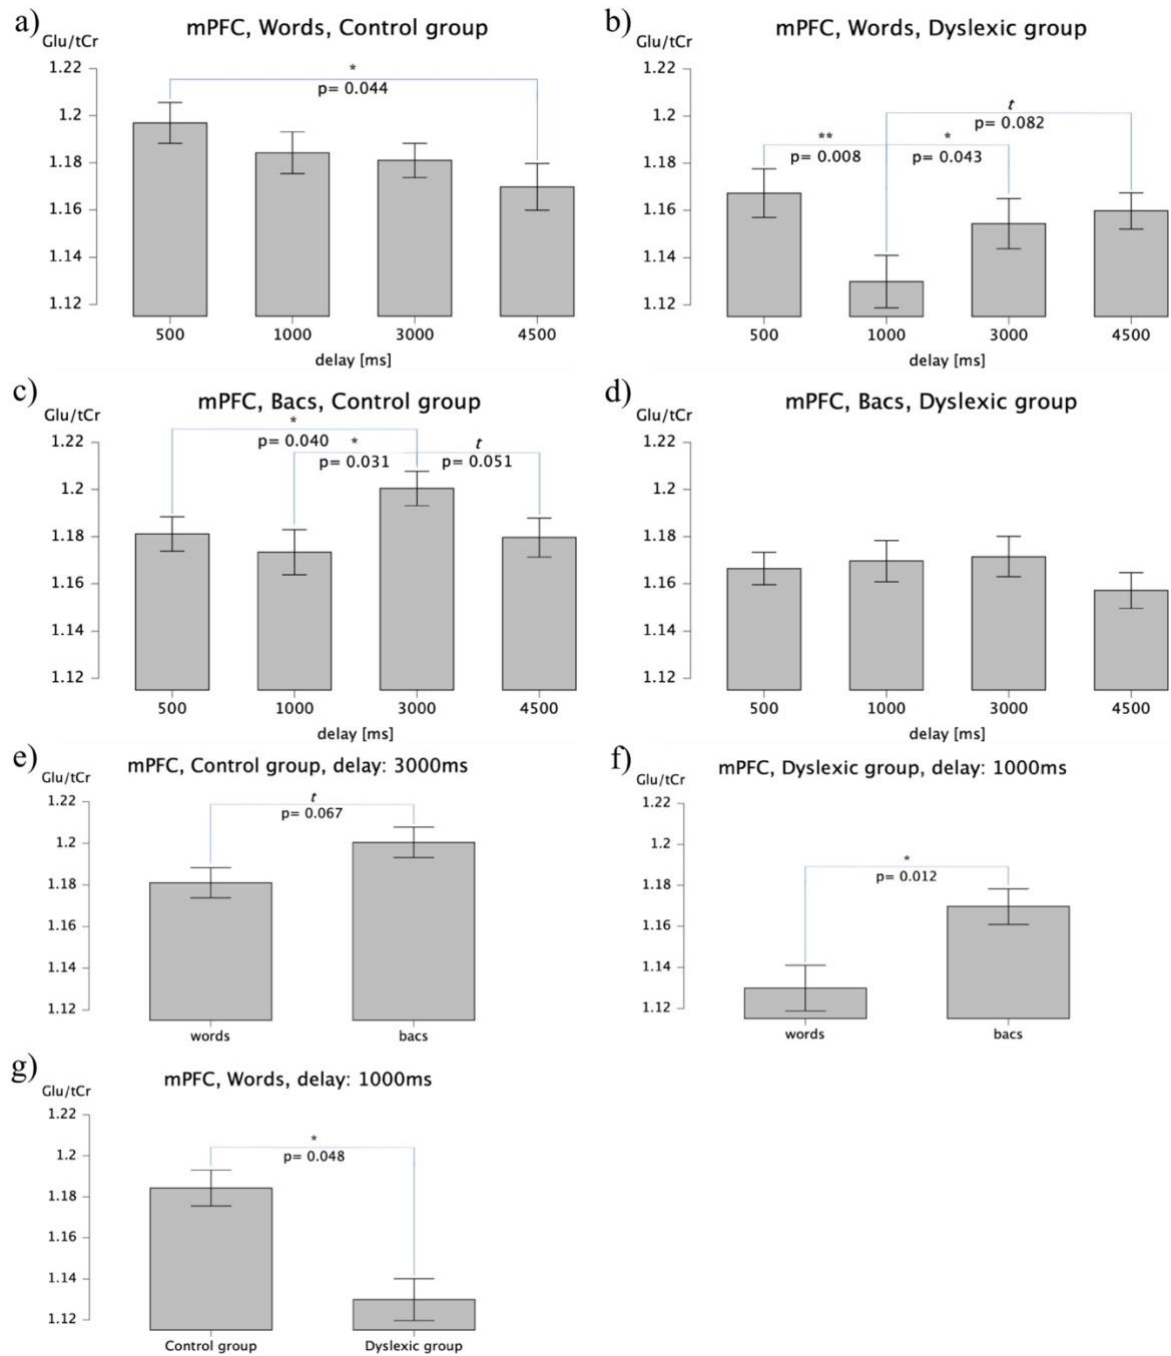 a)
mPFC, Words, Control group
Glu/tCr
1.22
1.2
1.18
1.16
1.14
1.12
*
p= 0.044
500 1000 3000 4500
delay [ms]
b)
mPFC, Words, Dyslexic group
Glu/tCr
1.22
1.2
1.18
1.16
1.14
1.12
t
p= 0.082
** *
p= 0.008 p= 0.043
500 1000 3000 4500
delay [ms]
c)
mPFC, Bacs, Control group
Glu/tCr
1.22
1.2
1.18
1.16
1.14
1.12
*
p= 0.040 * t
p= 0.031 p= 0.051
500 1000 3000 4500
delay [ms]
d)
mPFC, Bacs, Dyslexic group
Glu/tCr
1.22
1.2
1.18
1.16
1.14
1.12
500 1000 3000 4500
delay [ms]
e)
mPFC, Control group, delay: 3000ms
Glu/tCr
1.22
1.2
1.18
1.16
1.14
1.12
t
p= 0.067
words bacs
f)
mPFC, Dyslexic group, delay: 1000ms
Glu/tCr
1.22
1.2
1.18
1.16
1.14
1.12
*
p= 0.012
words bacs
g)
mPFC, Words, delay: 1000ms
Glu/tCr
1.22
1.2
1.18
1.16
1.14
1.12
*
p= 0.048
Control group Dyslexic group